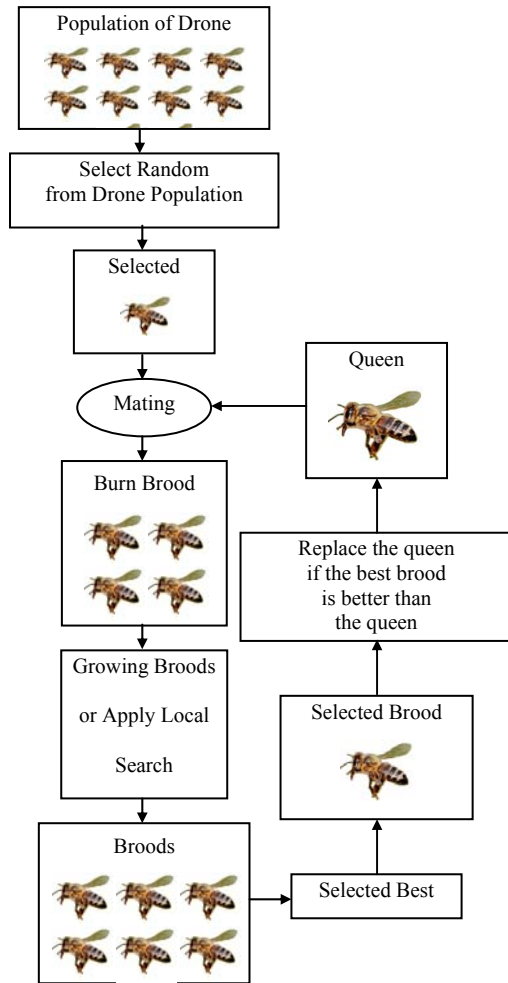 Population of Drone
Select Random
from Drone Population
Selected
Mating
Queen
Burn Brood
Replace the queen
if the best brood
is better than
the queen
Growing Broods
or Apply Local
Search
Selected Brood
Broods
Selected Best